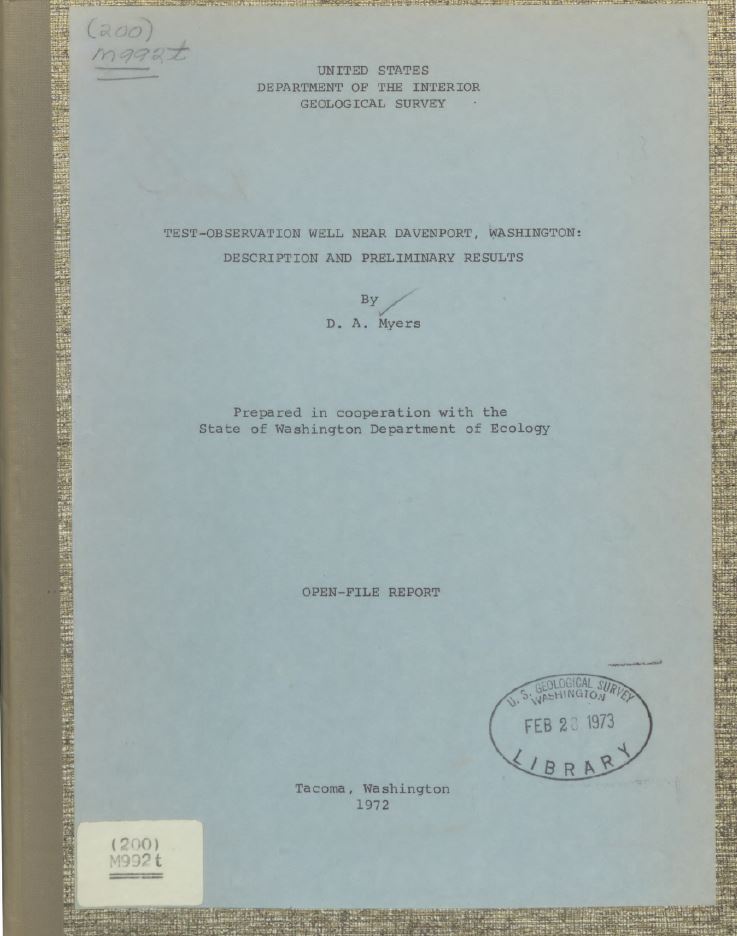 (200)
M992t
UNITED STATES
DEPARTMENT OF THE INTERIOR
GEOLOGICAL SURVEY
TEST-OBSERVATION WELL NEAR DAVENPORT, WASHINGTON:
DESCRIPTION AND PRELIMINARY RESULTS
By
D. A. Myers
Prepared in cooperation with the
State of Washington Department of Ecology
OPEN-FILE REPORT
U. S. GEOLOGICAL SURVEY
WASHINGTON
FEB 23 1973
LIBRARY
Tacoma, Washington
1972
(200)
M992t